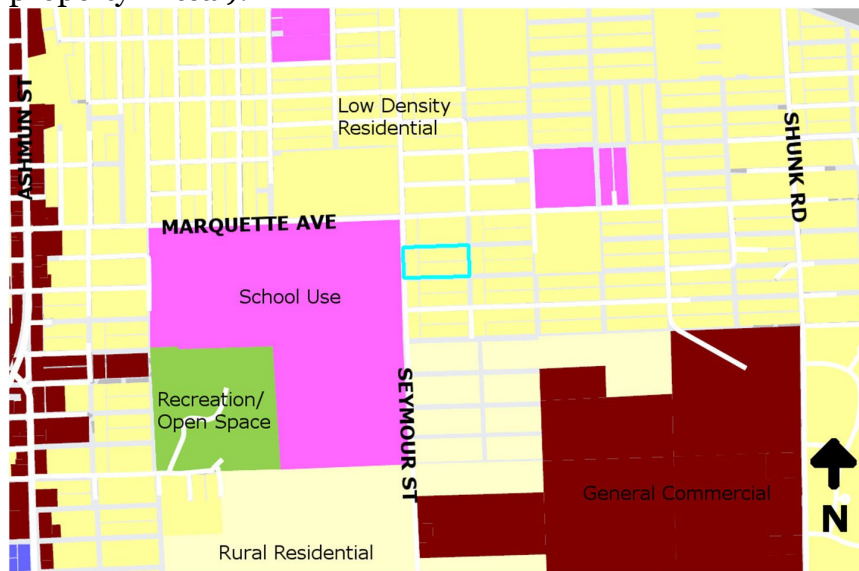 Low Density
Residential
ASHMUN ST
SHUNK RD
MARQUETTE AVE
School Use
Recreation/
Open Space
SEYMOUR ST
General Commercial
N
Rural Residential